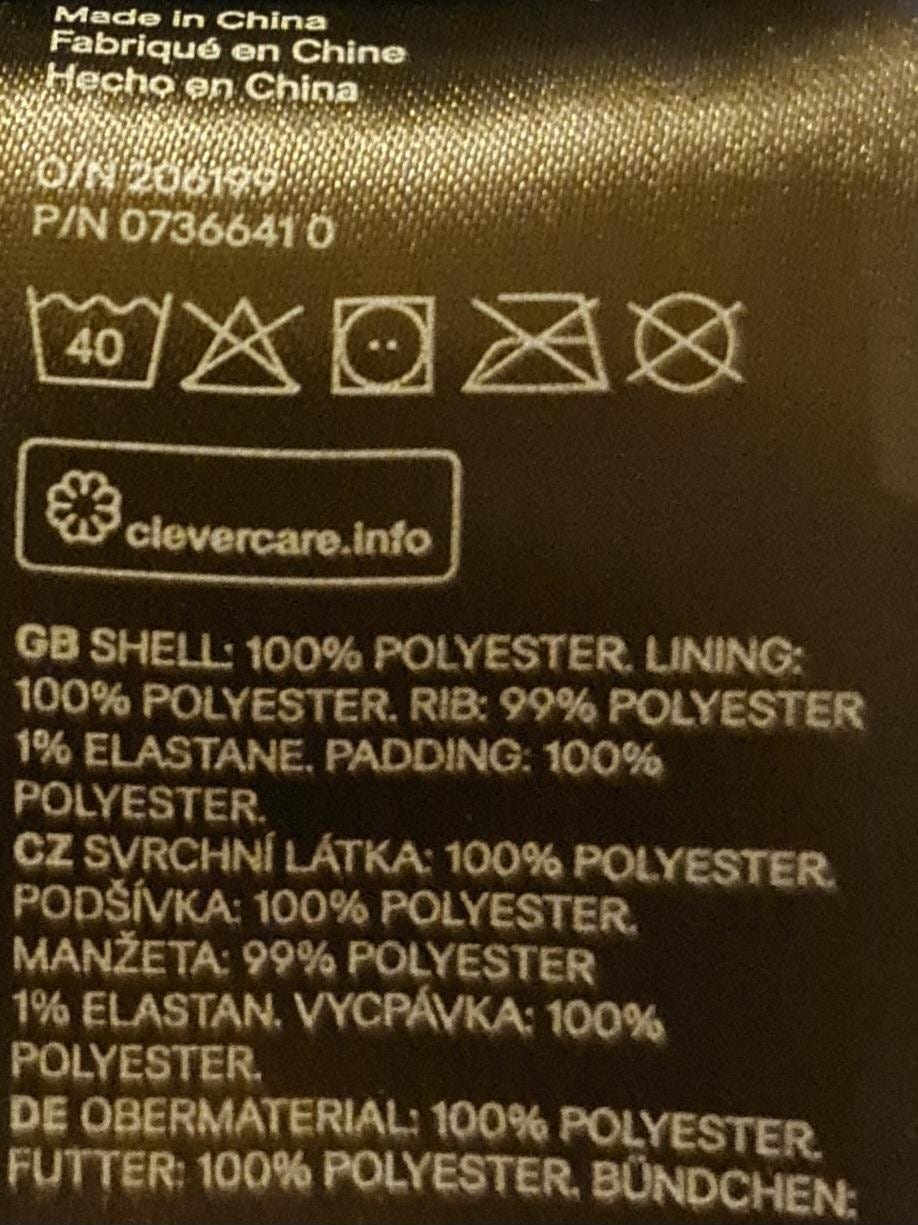 Made in China
Fabriqué en Chine
Hecho en China
O/N 206199
P/N 0736641 0
40
clevercare.info
GB SHELL: 100% POLYESTER. LINING:
100% POLYESTER. RIB: 99% POLYESTER
1% ELASTANE. PADDING: 100%
POLYESTER.
CZ SVRCHNÍ LÁTKA: 100% POLYESTER.
PODŠÍVKA: 100% POLYESTER.
MANŽETA: 99% POLYESTER
1% ELASTAN. VYCPÁVKA: 100%
POLYESTER.
DE OBERMATERIAL: 100% POLYESTER.
FUTTER: 100% POLYESTER. BÜNDCHEN: